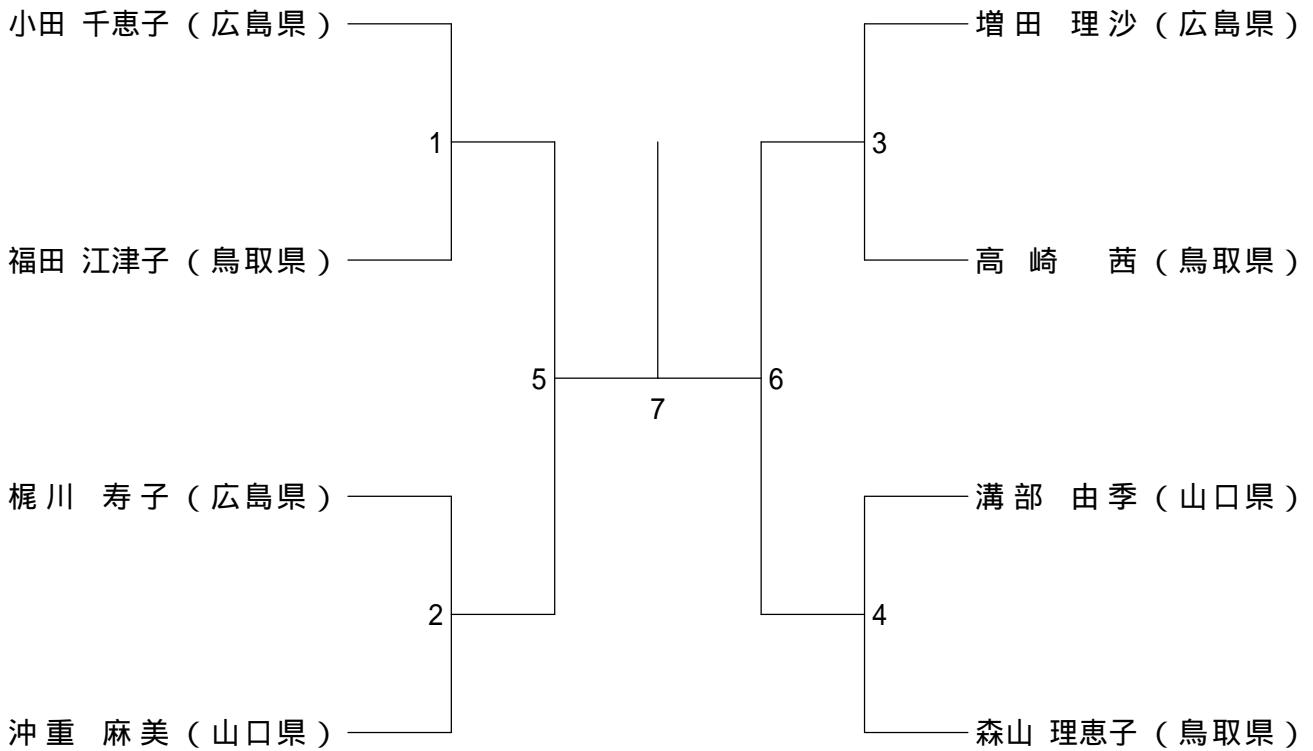 小田 千恵子 ( 広島県 )
1
福田 江津子 ( 鳥取県 )
5
梶川 寿子 ( 広島県 )
2
沖重 麻美 ( 山口県 )
7
増田 理沙 ( 広島県 )
3
高崎 茜 ( 鳥取県 )
6
溝部 由季 ( 山口県 )
4
森山 理恵子 ( 鳥取県 )